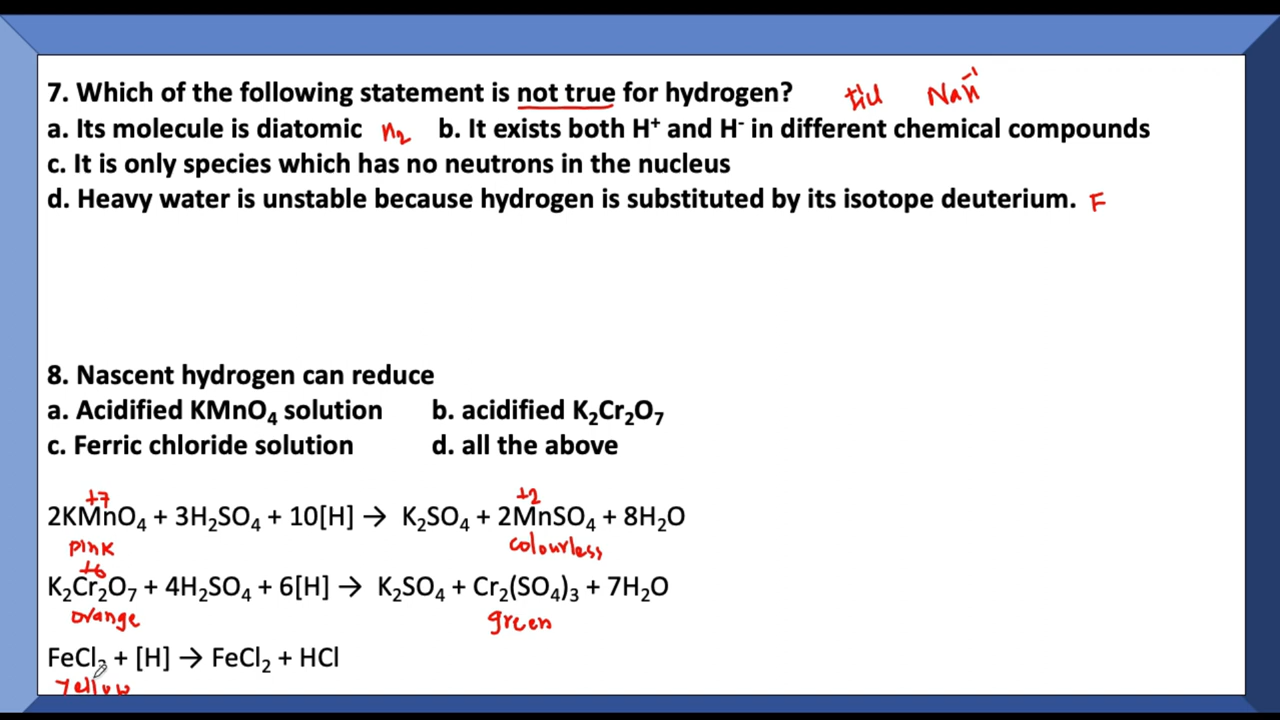 7. Which of the following statement is not true for hydrogen? NaH⁻¹
a. Its molecule is diatomic H₂ b. It exists both H⁺ and H⁻ in different chemical compounds
c. It is only species which has no neutrons in the nucleus
d. Heavy water is unstable because hydrogen is substituted by its isotope deuterium. F
8. Nascent hydrogen can reduce
a. Acidified KMnO₄ solution b. acidified K₂Cr₂O₇
c. Ferric chloride solution d. all the above
+7 +2
2KMnO₄ + 3H₂SO₄ + 10[H] → K₂SO₄ + 2MnSO₄ + 8H₂O
pink colourless
+6
K₂Cr₂O₇ + 4H₂SO₄ + 6[H] → K₂SO₄ + Cr₂(SO₄)₃ + 7H₂O
orange green
FeCl₃ + [H] → FeCl₂ + HCl
Yellow